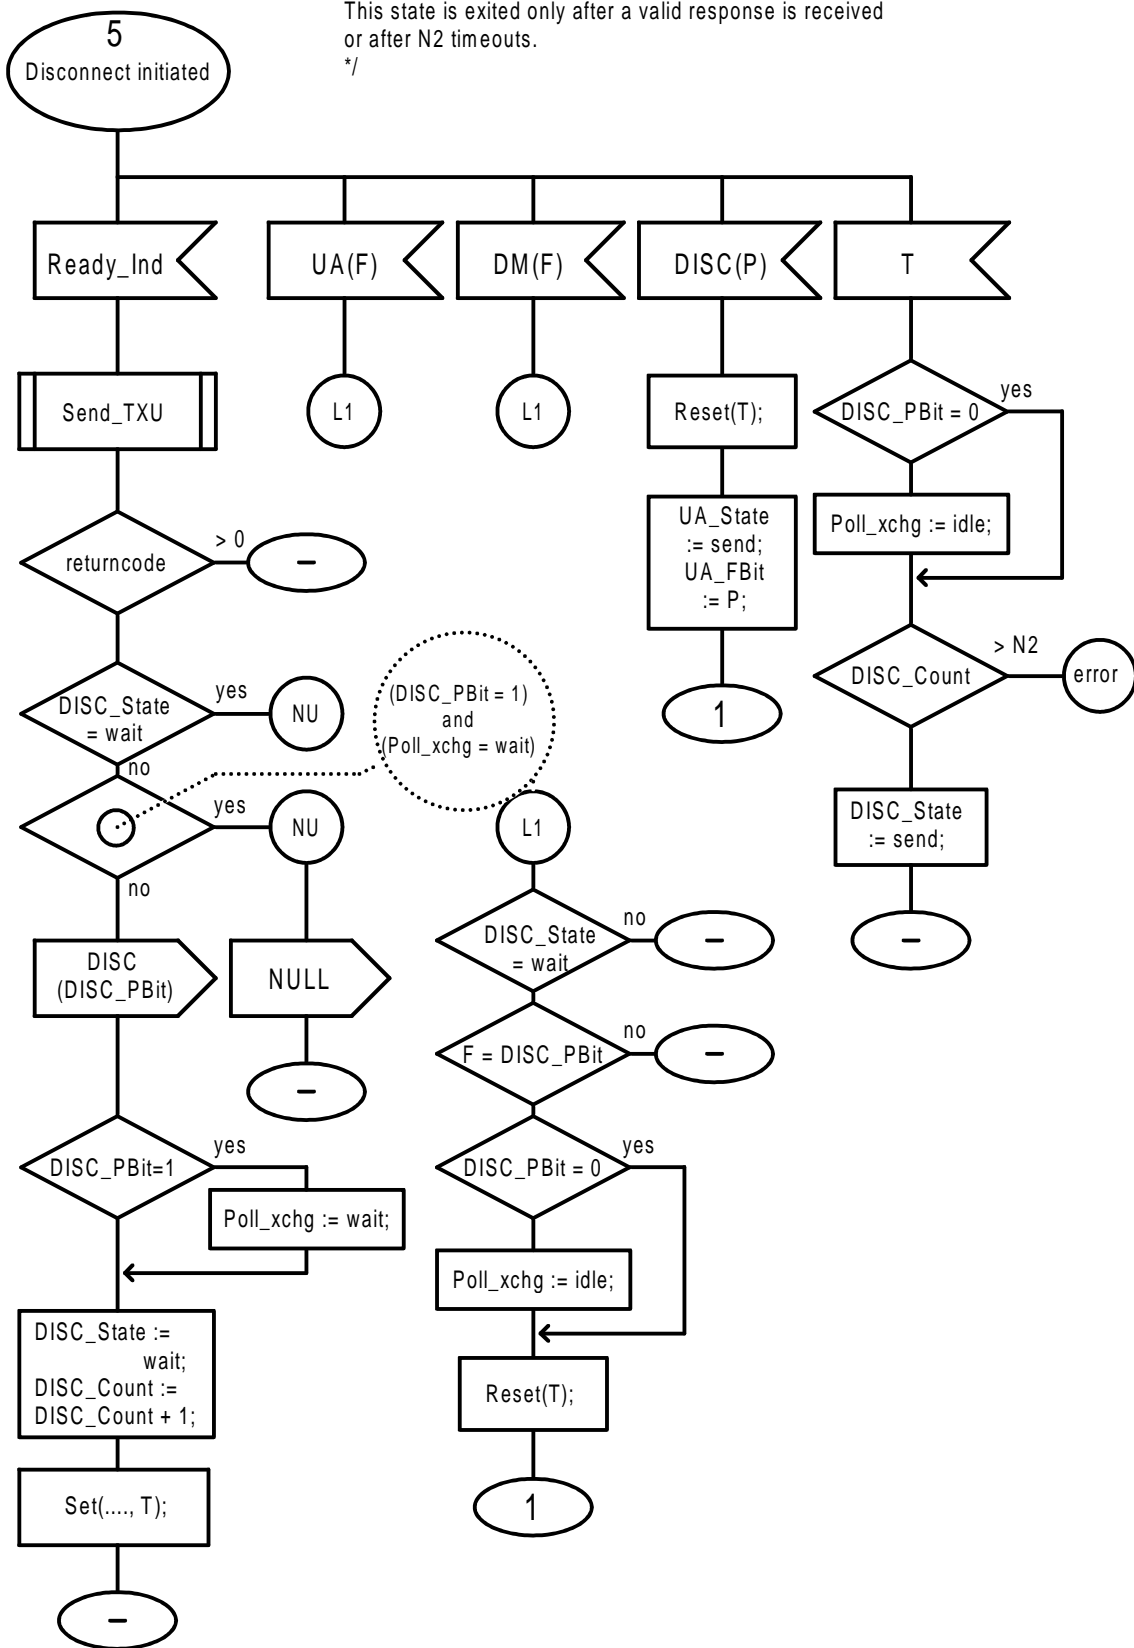 This state is exited only after a valid response is received
or after N2 timeouts.
*/
5
Disconnect initiated
Ready_Ind
UA(F)
DM(F)
DISC(P)
T
Send_TXU
L1
L1
Reset(T);
DISC_PBit = 0
yes
returncode
> 0
–
UA_State
:= send;
UA_FBit
:= P;
Poll_xchg := idle;
DISC_State
= wait
yes
NU
no
(DISC_PBit = 1)
and
(Poll_xchg = wait)
1
DISC_Count
> N2
error
yes
NU
no
L1
DISC_State
:= send;
–
DISC
(DISC_PBit)
NULL
–
DISC_State
= wait
no
–
F = DISC_PBit
no
–
DISC_PBit=1
yes
Poll_xchg := wait;
DISC_PBit = 0
yes
Poll_xchg := idle;
DISC_State :=
wait;
DISC_Count :=
DISC_Count + 1;
Reset(T);
Set(...., T);
1
–